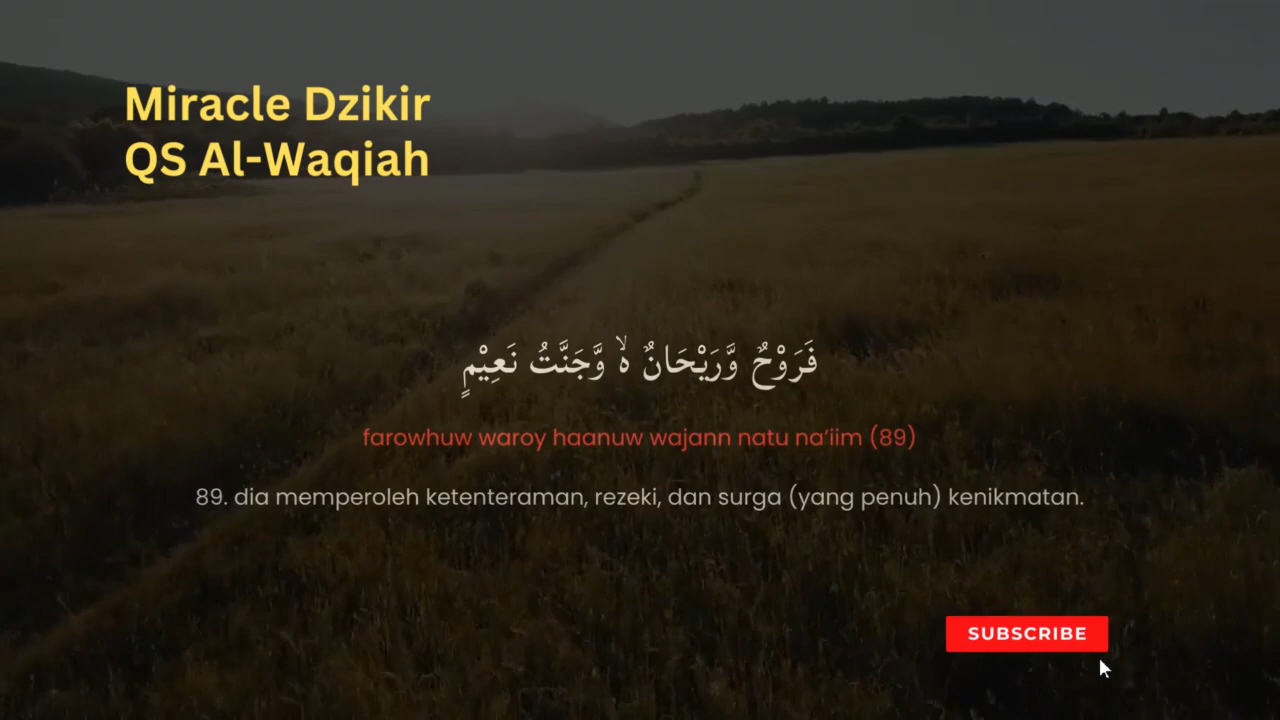 Miracle Dzikir
QS Al-Waqiah
فَرَوْحٌ وَّرَيْحَانٌ ەۙ وَّجَنَّتُ نَعِيْمٍ
farowhuw waroy haanuw wajann natu na’iim (89)
89. dia memperoleh ketenteraman, rezeki, dan surga (yang penuh) kenikmatan.
SUBSCRIBE